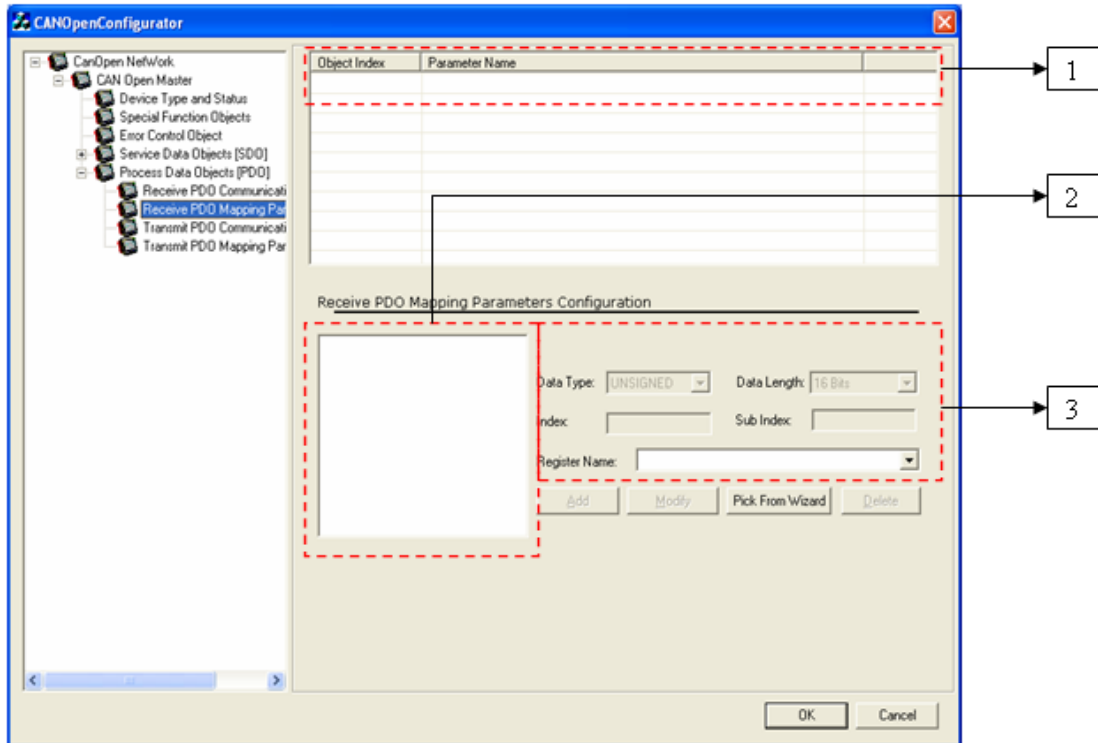 CANOpenConfigurator
CanOpen NetWork
CAN Open Master
Device Type and Status
Special Function Objects
Error Control Object
Service Data Objects [SDO]
Process Data Objects [PDO]
Receive PDO Communicati
Receive PDO Mapping Par
Transmit PDO Communicati
Transmit PDO Mapping Par
Object Index Parameter Name
1
2
Receive PDO Mapping Parameters Configuration
Data Type: UNSIGNED Data Length: 16 Bits
3
Index: Sub Index:
Register Name:
Add Modify Pick From Wizard Delete
OK Cancel